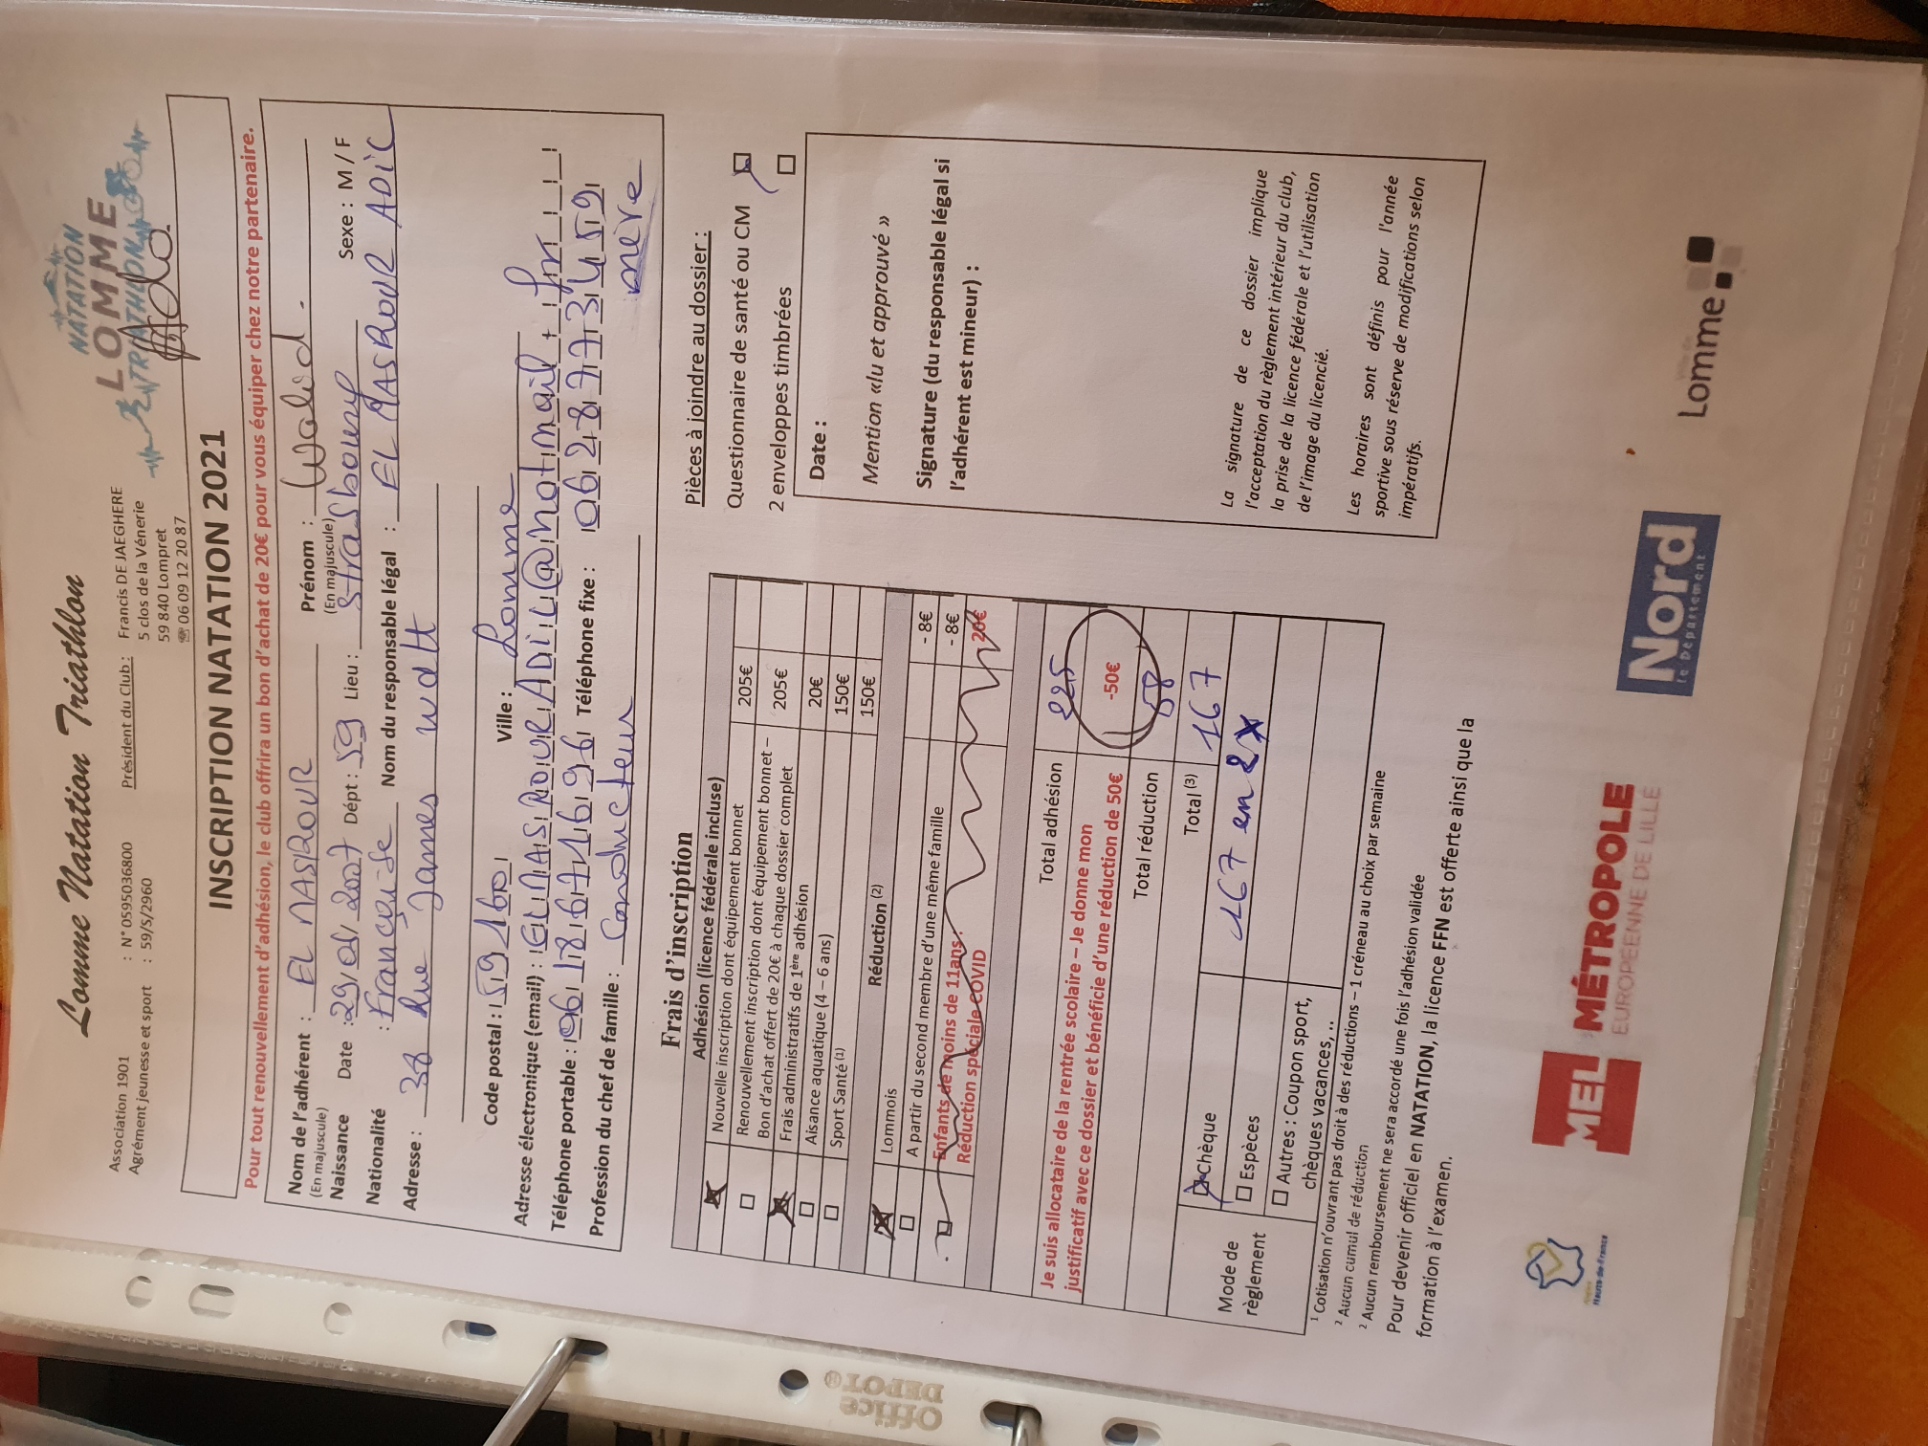 Lomme Natation Triathlon
NATATION
LOMME
TRIATHLON
Ado
Association 1901 : N° 0595036800 Président du Club : Francis DE JAEGHERE
Agrément jeunesse et sport : 59/S/2960 5 clos de la Vénerie
59 840 Lompret
☏ 06 09 12 20 87
INSCRIPTION NATATION 2021
Pour tout renouvellement d'adhésion, le club offrira un bon d'achat de 20€ pour vous équiper chez notre partenaire.
Nom de l'adhérent : EL MASROUR Prénom : Walid.
(En majuscule) (En majuscule)
Naissance Date : 29/01/2007 Dépt : 59 Lieu : Strasbourg Sexe : M / F
Nationalité : Française Nom du responsable légal : EL MASROUR ADIL
Adresse : 38 Rue James watt
Code postal : 59160 Ville : Lomme
Adresse électronique (email) : ELMASROURADIL@hotmail.fr
Téléphone portable : 0618671696 Téléphone fixe : 0628773459
Profession du chef de famille : Conducteur mère
Frais d'inscription
Adhésion (licence fédérale incluse)
Nouvelle inscription dont équipement bonnet 205€
Renouvellement inscription dont équipement bonnet –
Bon d'achat offert de 20€ à chaque dossier complet 205€
Frais administratifs de 1ère adhésion 20€
Aisance aquatique (4 – 6 ans) 150€
Sport Santé (1) 150€
Réduction (2)
Lommois - 8€
A partir du second membre d'une même famille - 8€
Enfants de moins de 11ans :
Réduction spéciale COVID 20€
Total adhésion 225
Je suis allocataire de la rentrée scolaire – Je donne mon
justificatif avec ce dossier et bénéficie d'une réduction de 50€ -50€
Total réduction 58
Total (3) 167
Mode de
règlement
Chèque 167 en 2x
Espèces
Autres : Coupon sport,
chèques vacances,..
Pièces à joindre au dossier :
Questionnaire de santé ou CM
2 enveloppes timbrées
Date :
Mention «lu et approuvé »
Signature (du responsable légal si
l'adhérent est mineur) :
La signature de ce dossier implique
l'acceptation du règlement intérieur du club,
la prise de la licence fédérale et l'utilisation
de l'image du licencié.
Les horaires sont définis pour l'année
sportive sous réserve de modifications selon
impératifs.
1 Cotisation n'ouvrant pas droit à des réductions – 1 créneau au choix par semaine
2 Aucun cumul de réduction
2 Aucun remboursement ne sera accordé une fois l'adhésion validée
Pour devenir officiel en NATATION, la licence FFN est offerte ainsi que la
formation à l'examen.
Hauts-de-France
MEL
MÉTROPOLE
EUROPÉENNE DE LILLE
Nord
le Département
Lomme
Office
DEPOT